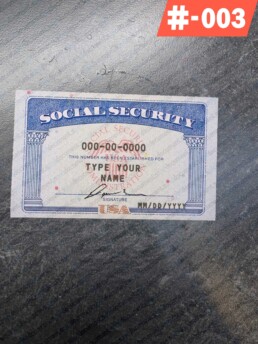 #-003
SOCIAL SECURITY
000-00-0000
THIS NUMBER HAS BEEN ESTABLISHED FOR
TYPE YOUR
NAME
SIGNATURE
MM/DD/YYYY
USA